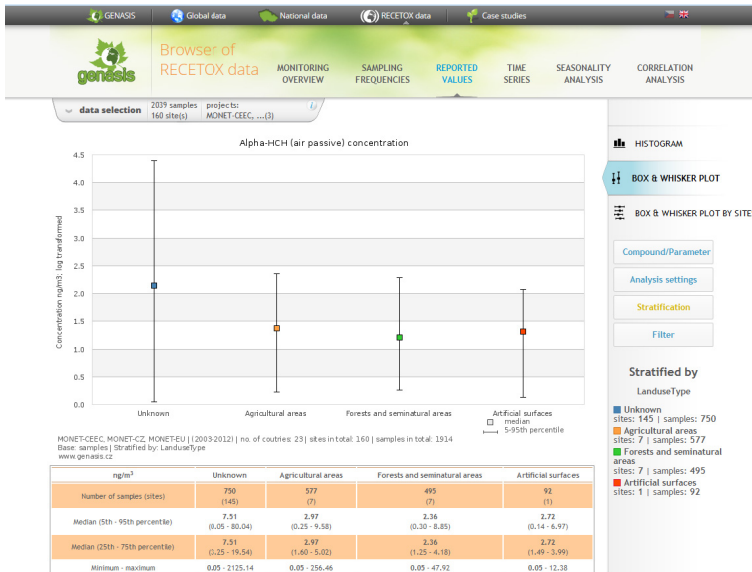 GENASIS Global data National data RECETOX data Case studies
genasis
Browser of
RECETOX data
MONITORING
OVERVIEW
SAMPLING
FREQUENCIES
REPORTED
VALUES
TIME
SERIES
SEASONALITY
ANALYSIS
CORRELATION
ANALYSIS
data selection
2039 samples
160 site(s)
projects:
MONET-CEEC, ...(3)
Alpha-HCH (air passive) concentration
Concentration ng/m3; log transformed
4.5
4.0
3.5
3.0
2.5
2.0
1.5
1.0
0.5
0.0
Unknown Agricultural areas Forests and seminatural areas Artificial surfaces
median
5-95th percentile
MONET-CEEC, MONET-CZ, MONET-EU | (2003-2012) | no. of coutries: 23 | sites in total: 160 | samples in total: 1914
Base: samples | Stratified by: LanduseType
www.genasis.cz
ng/m3 Unknown Agricultural areas Forests and seminatural areas Artificial surfaces
Number of samples (sites) 750 577 495 92
(145) (7) (7) (1)
Median (5th - 95th percentile) 7.51 2.97 2.36 2.72
(0.05 - 80.04) (0.25 - 9.58) (0.30 - 8.85) (0.14 - 6.97)
Median (25th - 75th percentile) 7.51 2.97 2.36 2.72
(3.25 - 19.54) (1.60 - 5.02) (1.25 - 4.18) (1.49 - 3.99)
Minimum - maximum 0.05 - 2125.14 0.05 - 256.46 0.05 - 47.92 0.05 - 12.38
HISTOGRAM
BOX & WHISKER PLOT
BOX & WHISKER PLOT BY SITE
Compound/Parameter
Analysis settings
Stratification
Filter
Stratified by
LanduseType
Unknown
sites: 145 | samples: 750
Agricultural areas
sites: 7 | samples: 577
Forests and seminatural
areas
sites: 7 | samples: 495
Artificial surfaces
sites: 1 | samples: 92